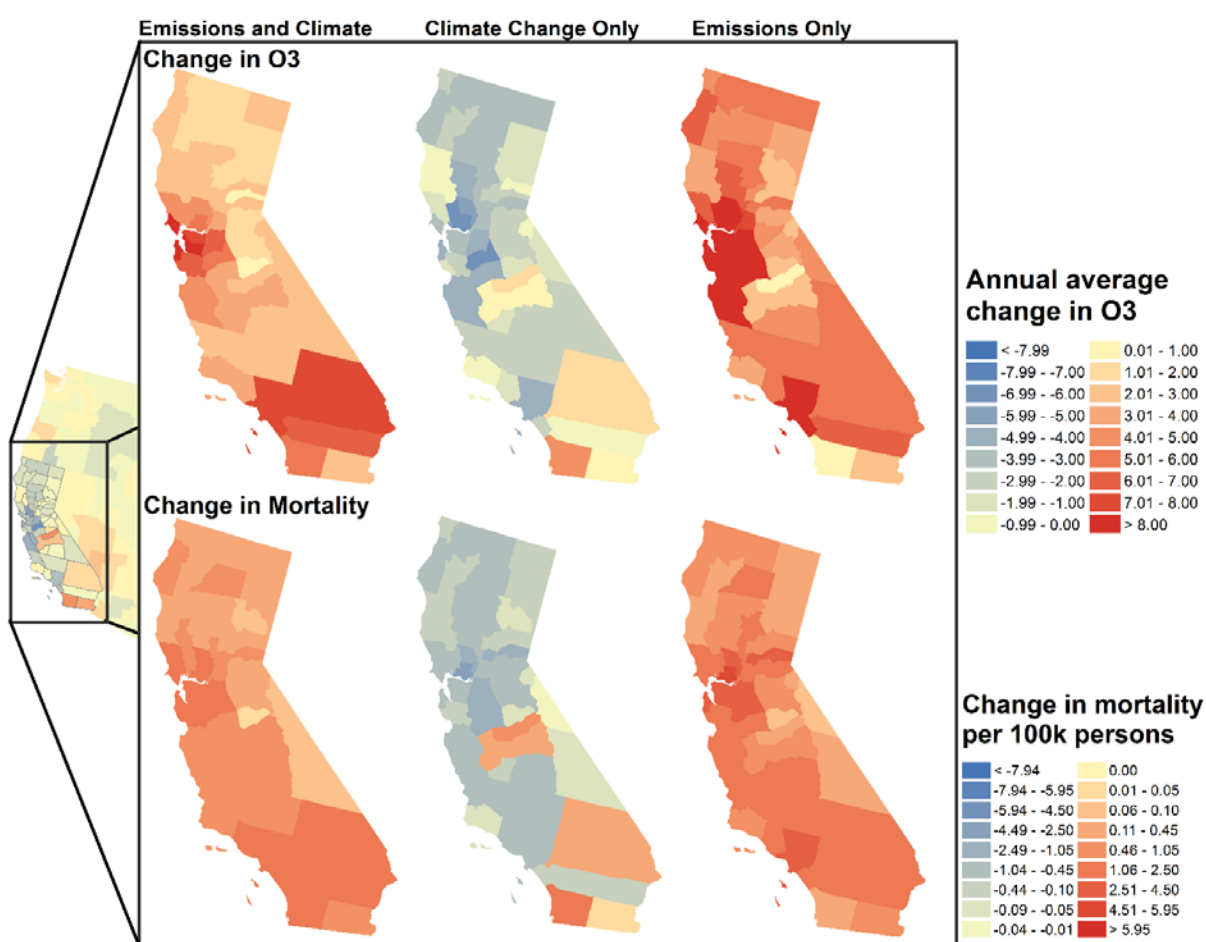 Emissions and Climate
Climate Change Only
Emissions Only
Change in O3
Change in Mortality
Annual average
change in O3
< -7.99
-7.99 - -7.00
-6.99 - -6.00
5.99 - -5.00
-4.99 - -4.00
-3.99 - -3.00
-2.99 - -2.00
-1.99 - -1.00
-0.99 - 0.00
0.01 - 1.00
1.01 - 2.00
2.01 - 3.00
3.01 - 4.00
4.01 - 5.00
5.01 - 6.00
6.01 - 7.00
7.01 - 8.00
> 8.00
Change in mortality
per 100k persons
< -7.94
-7.94 - -5.95
-5.94 - -4.50
-4.49 - -2.50
-2.49 - -1.05
-1.04 - -0.45
-0.44 - -0.10
-0.09 - -0.05
-0.04 - -0.01
0.00
0.01 - 0.05
0.06 - 0.10
0.11 - 0.45
0.46 - 1.05
1.06 - 2.50
2.51 - 4.50
4.51 - 5.95
> 5.95